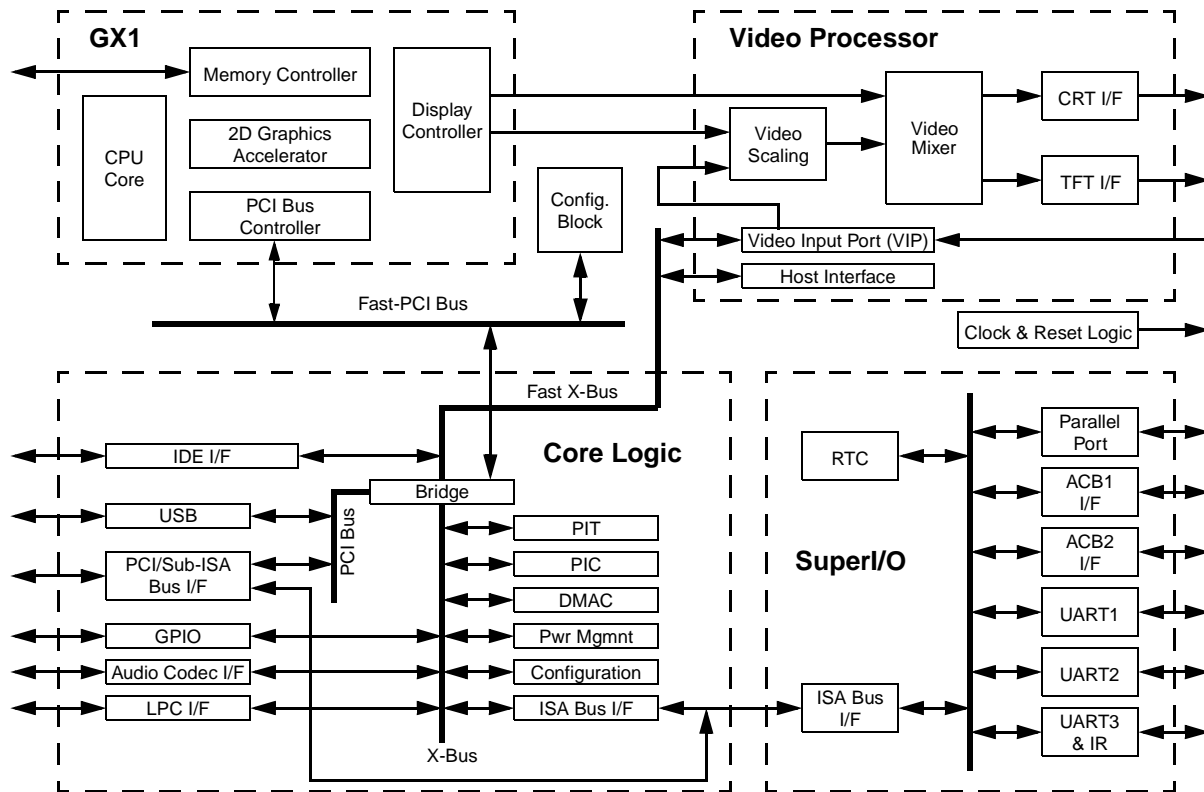 GX1
Memory Controller
CPU
Core
2D Graphics
Accelerator
PCI Bus
Controller
Display
Controller
Config.
Block
Fast-PCI Bus
Video Processor
Video
Scaling
Video
Mixer
CRT I/F
TFT I/F
Video Input Port (VIP)
Host Interface
Clock & Reset Logic
Fast X-Bus
Core Logic
IDE I/F
Bridge
USB
PCI Bus
PCI/Sub-ISA
Bus I/F
GPIO
Audio Codec I/F
LPC I/F
PIT
PIC
DMAC
Pwr Mgmnt
Configuration
ISA Bus I/F
X-Bus
SuperI/O
RTC
ISA Bus
I/F
Parallel
Port
ACB1
I/F
ACB2
I/F
UART1
UART2
UART3
& IR